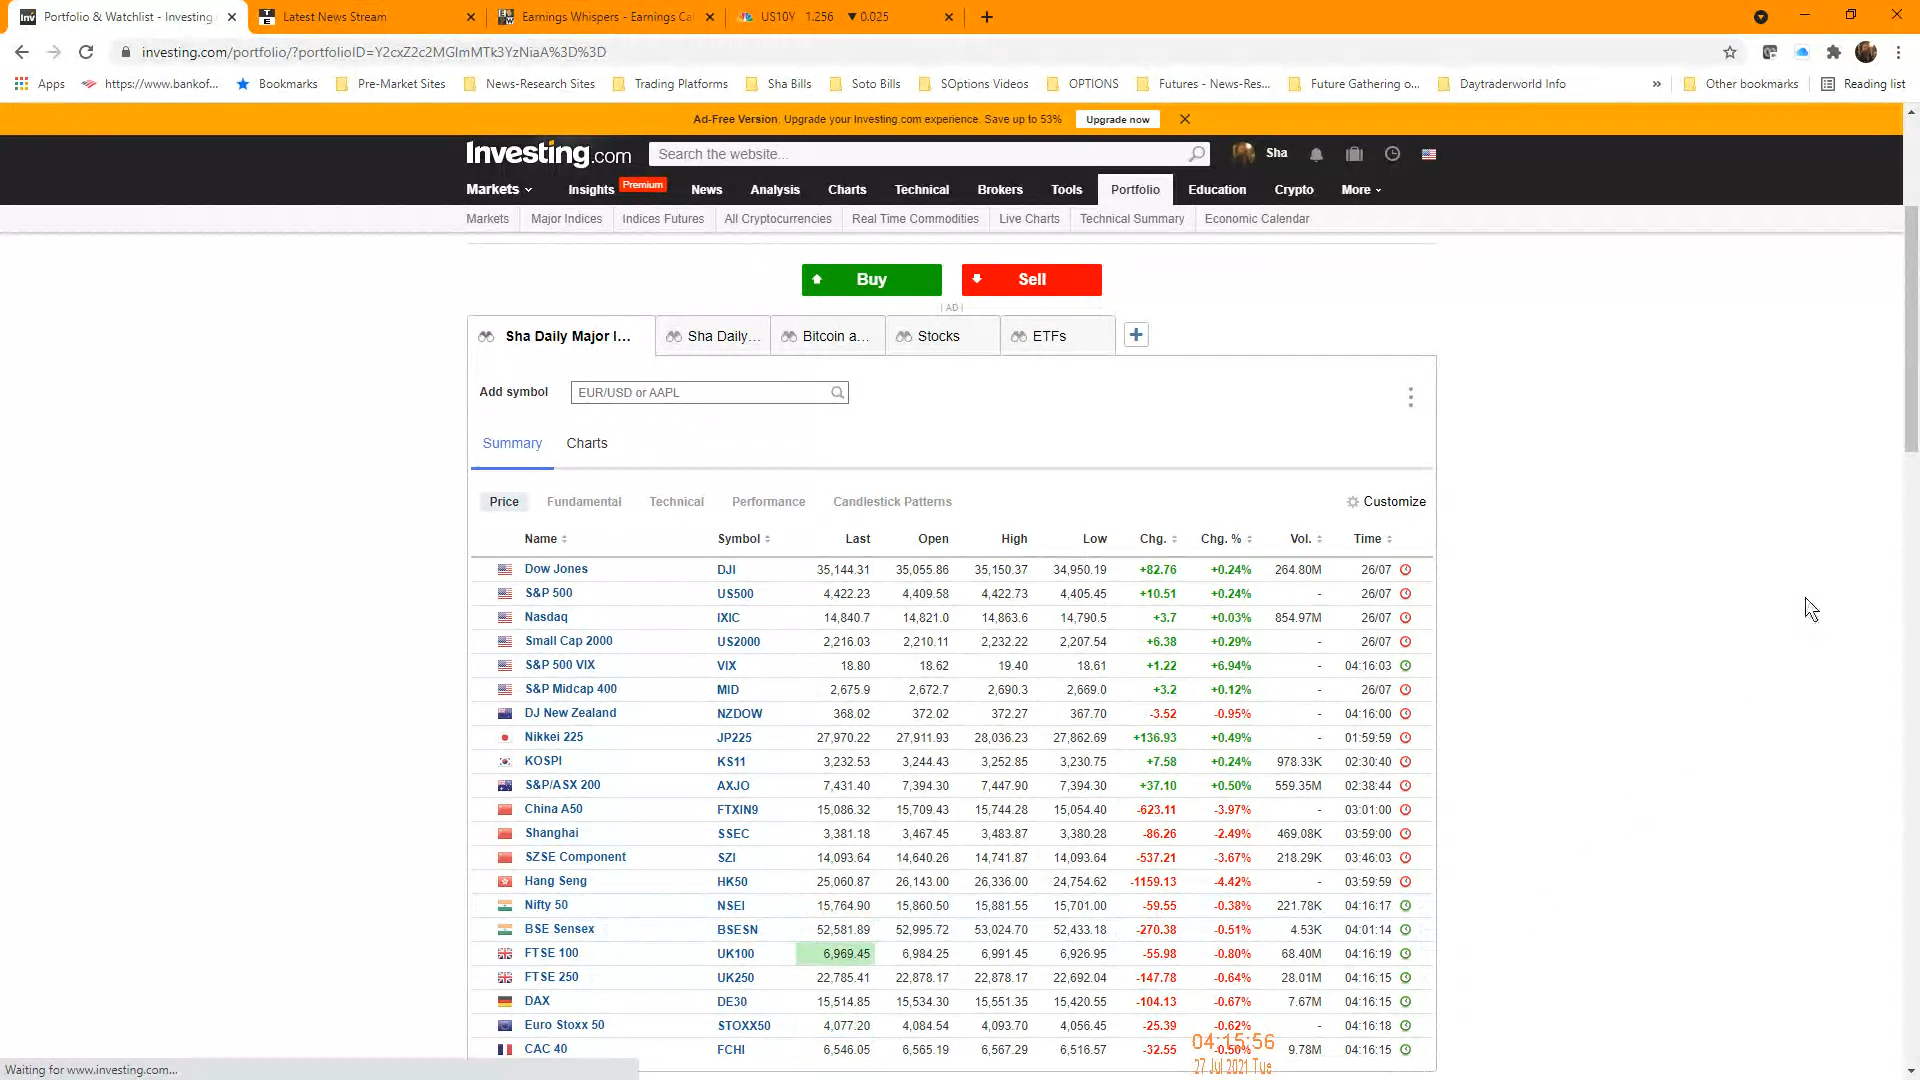 Portfolio & Watchlist - Investing
Latest News Stream
Earnings Whispers - Earnings Ca
US10Y 1.256 ▼ 0.025
investing.com/portfolio/?portfolioID=Y2cxZ2c2MGlmMTk3YzNiaA%3D%3D
Apps https://www.bankof... Bookmarks Pre-Market Sites News-Research Sites Trading Platforms Sha Bills Soto Bills SOptions Videos OPTIONS Futures - News-Res... Future Gathering o... Daytraderworld Info » Other bookmarks Reading list
Ad-Free Version. Upgrade your Investing.com experience. Save up to 53% Upgrade now
Investing.com Search the website... Sha
Markets Insights Premium News Analysis Charts Technical Brokers Tools Portfolio Education Crypto More
Markets Major Indices Indices Futures All Cryptocurrencies Real Time Commodities Live Charts Technical Summary Economic Calendar
Buy Sell
| AD |
Sha Daily Major I... Sha Daily... Bitcoin a... Stocks ETFs +
Add symbol EUR/USD or AAPL
Summary Charts
Price Fundamental Technical Performance Candlestick Patterns Customize
Name Symbol Last Open High Low Chg. Chg. % Vol. Time
Dow Jones DJI 35,144.31 35,055.86 35,150.37 34,950.19 +82.76 +0.24% 264.80M 26/07
S&P 500 US500 4,422.23 4,409.58 4,422.73 4,405.45 +10.51 +0.24% - 26/07
Nasdaq IXIC 14,840.7 14,821.0 14,863.6 14,790.5 +3.7 +0.03% 854.97M 26/07
Small Cap 2000 US2000 2,216.03 2,210.11 2,232.22 2,207.54 +6.38 +0.29% - 26/07
S&P 500 VIX VIX 18.80 18.62 19.40 18.61 +1.22 +6.94% - 04:16:03
S&P Midcap 400 MID 2,675.9 2,672.7 2,690.3 2,669.0 +3.2 +0.12% - 26/07
DJ New Zealand NZDOW 368.02 372.02 372.27 367.70 -3.52 -0.95% - 04:16:00
Nikkei 225 JP225 27,970.22 27,911.93 28,036.23 27,862.69 +136.93 +0.49% - 01:59:59
KOSPI KS11 3,232.53 3,244.43 3,252.85 3,230.75 +7.58 +0.24% 978.33K 02:30:40
S&P/ASX 200 AXJO 7,431.40 7,394.30 7,447.90 7,394.30 +37.10 +0.50% 559.35M 02:38:44
China A50 FTXIN9 15,086.32 15,709.43 15,744.28 15,054.40 -623.11 -3.97% - 03:01:00
Shanghai SSEC 3,381.18 3,467.45 3,483.87 3,380.28 -86.26 -2.49% 469.08K 03:59:00
SZSE Component SZI 14,093.64 14,640.26 14,741.87 14,093.64 -537.21 -3.67% 218.29K 03:46:03
Hang Seng HK50 25,060.87 26,143.00 26,336.00 24,754.62 -1159.13 -4.42% - 03:59:59
Nifty 50 NSEI 15,764.90 15,860.50 15,881.55 15,701.00 -59.55 -0.38% 221.78K 04:16:17
BSE Sensex BSESN 52,581.89 52,995.72 53,024.70 52,433.18 -270.38 -0.51% 4.53K 04:01:14
FTSE 100 UK100 6,969.45 6,984.25 6,991.45 6,926.95 -55.98 -0.80% 68.40M 04:16:19
FTSE 250 UK250 22,785.41 22,878.17 22,878.17 22,692.04 -147.78 -0.64% 28.01M 04:16:15
DAX DE30 15,514.85 15,534.30 15,551.35 15,420.55 -104.13 -0.67% 7.67M 04:16:15
Euro Stoxx 50 STOXX50 4,077.20 4,084.54 4,093.70 4,056.45 -25.39 -0.62% - 04:16:18
CAC 40 FCHI 6,546.05 6,565.19 6,567.29 6,516.57 -32.55 -0.50% 9.78M 04:16:15
04:15:56
27 Jul 2021 Tue
Waiting for www.investing.com...